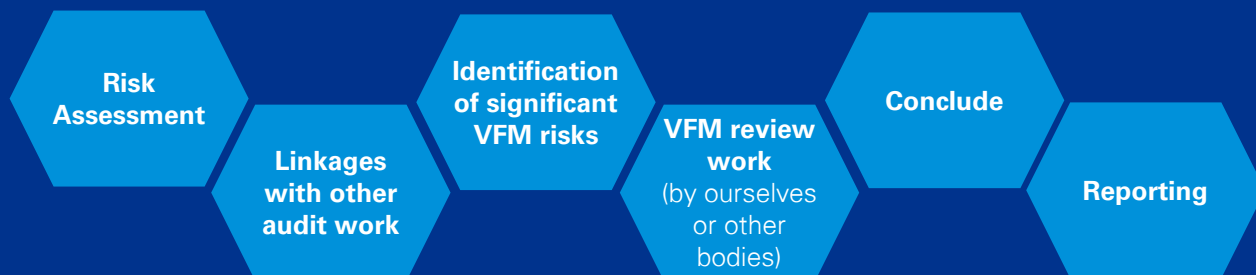 Risk
Assessment
Linkages
with other
audit work
Identification
of significant
VFM risks
VFM review
work
(by ourselves
or other
bodies)
Conclude
Reporting